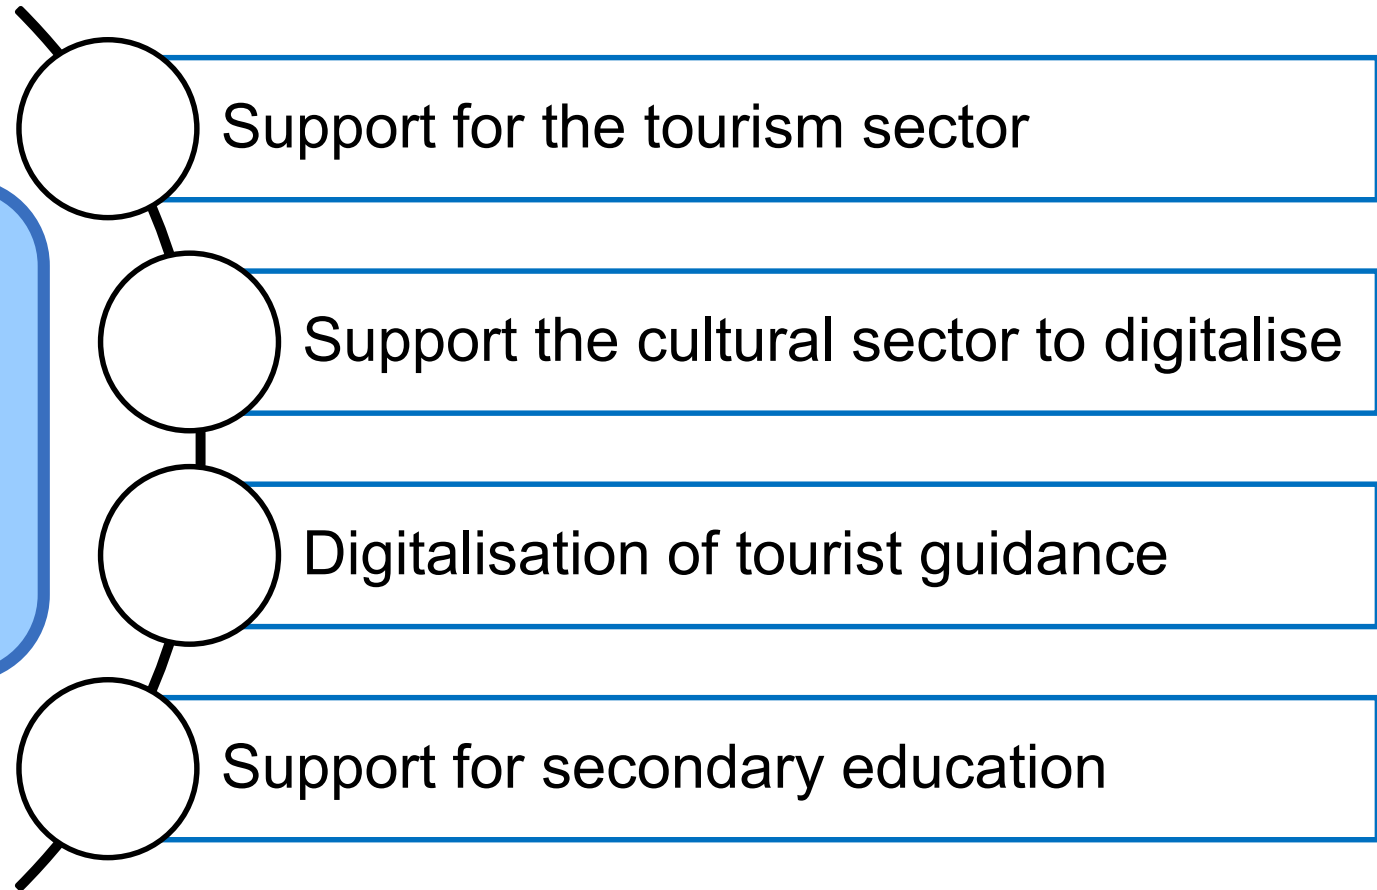 Support for the tourism sector
Support the cultural sector to digitalise
Digitalisation of tourist guidance
Support for secondary education